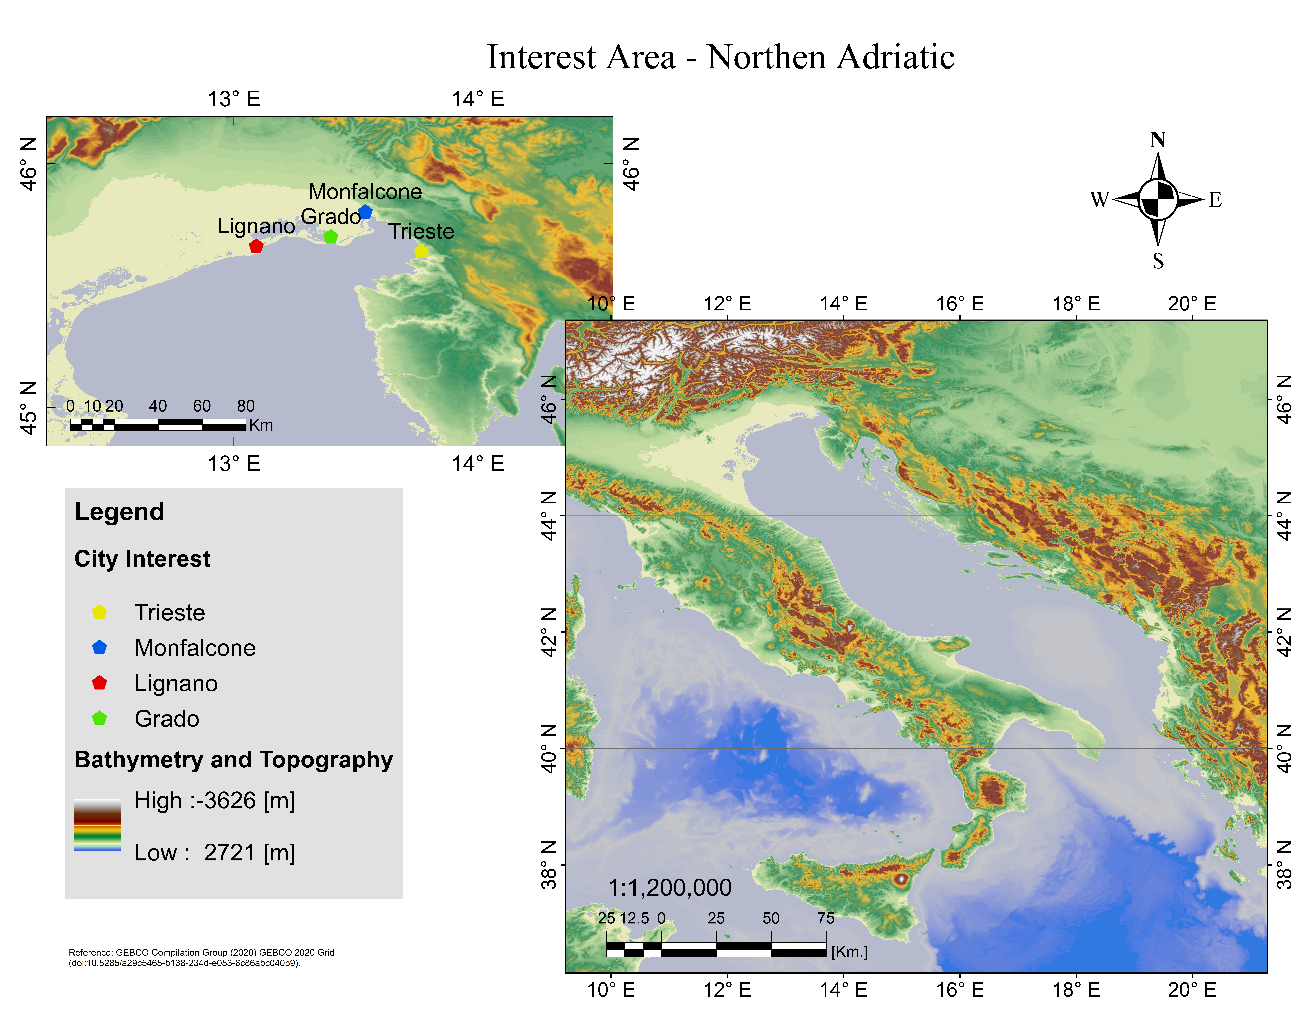 Interest Area - Northen Adriatic
13° E 14° E
46° N 46° N
Monfalcone
Grado
Lignano
Trieste
45° N
0 10 20 40 60 80
Km
13° E 14° E
N
W E
S
10° E 12° E 14° E 16° E 18° E 20° E
46° N 46° N
44° N 44° N
42° N 42° N
40° N 40° N
38° N 38° N
1:1,200,000
25 12.5 0 25 50 75
[Km.]
10° E 12° E 14° E 16° E 18° E 20° E
Legend
City Interest
Trieste
Monfalcone
Lignano
Grado
Bathymetry and Topography
High :-3626 [m]
Low : 2721 [m]
Reference: GEBCO Compilation Group (2020) GEBCO 2020 Grid